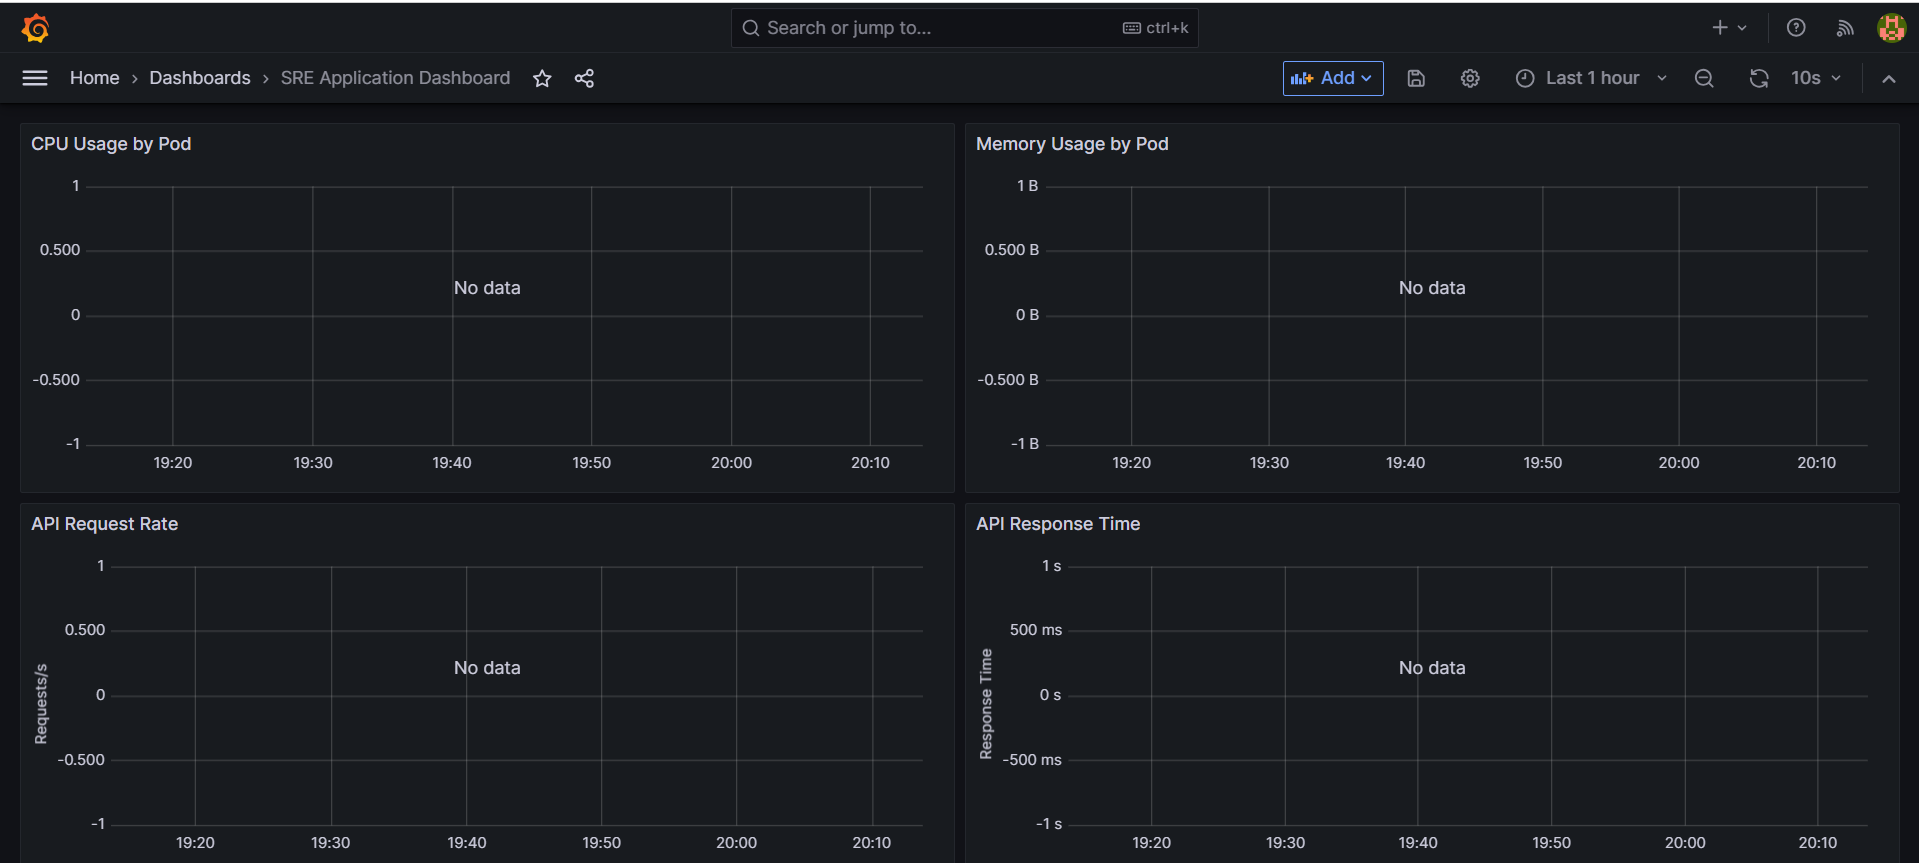 Search or jump to... ctrl+k
Home › Dashboards › SRE Application Dashboard Add Last 1 hour 10s
CPU Usage by Pod
1
0.500
No data
0
-0.500
-1
19:20 19:30 19:40 19:50 20:00 20:10
Memory Usage by Pod
1 B
0.500 B
No data
0 B
-0.500 B
-1 B
19:20 19:30 19:40 19:50 20:00 20:10
API Request Rate
Requests/s
1
0.500
No data
0
-0.500
-1
19:20 19:30 19:40 19:50 20:00 20:10
API Response Time
Response Time
1 s
500 ms
No data
0 s
-500 ms
-1 s
19:20 19:30 19:40 19:50 20:00 20:10